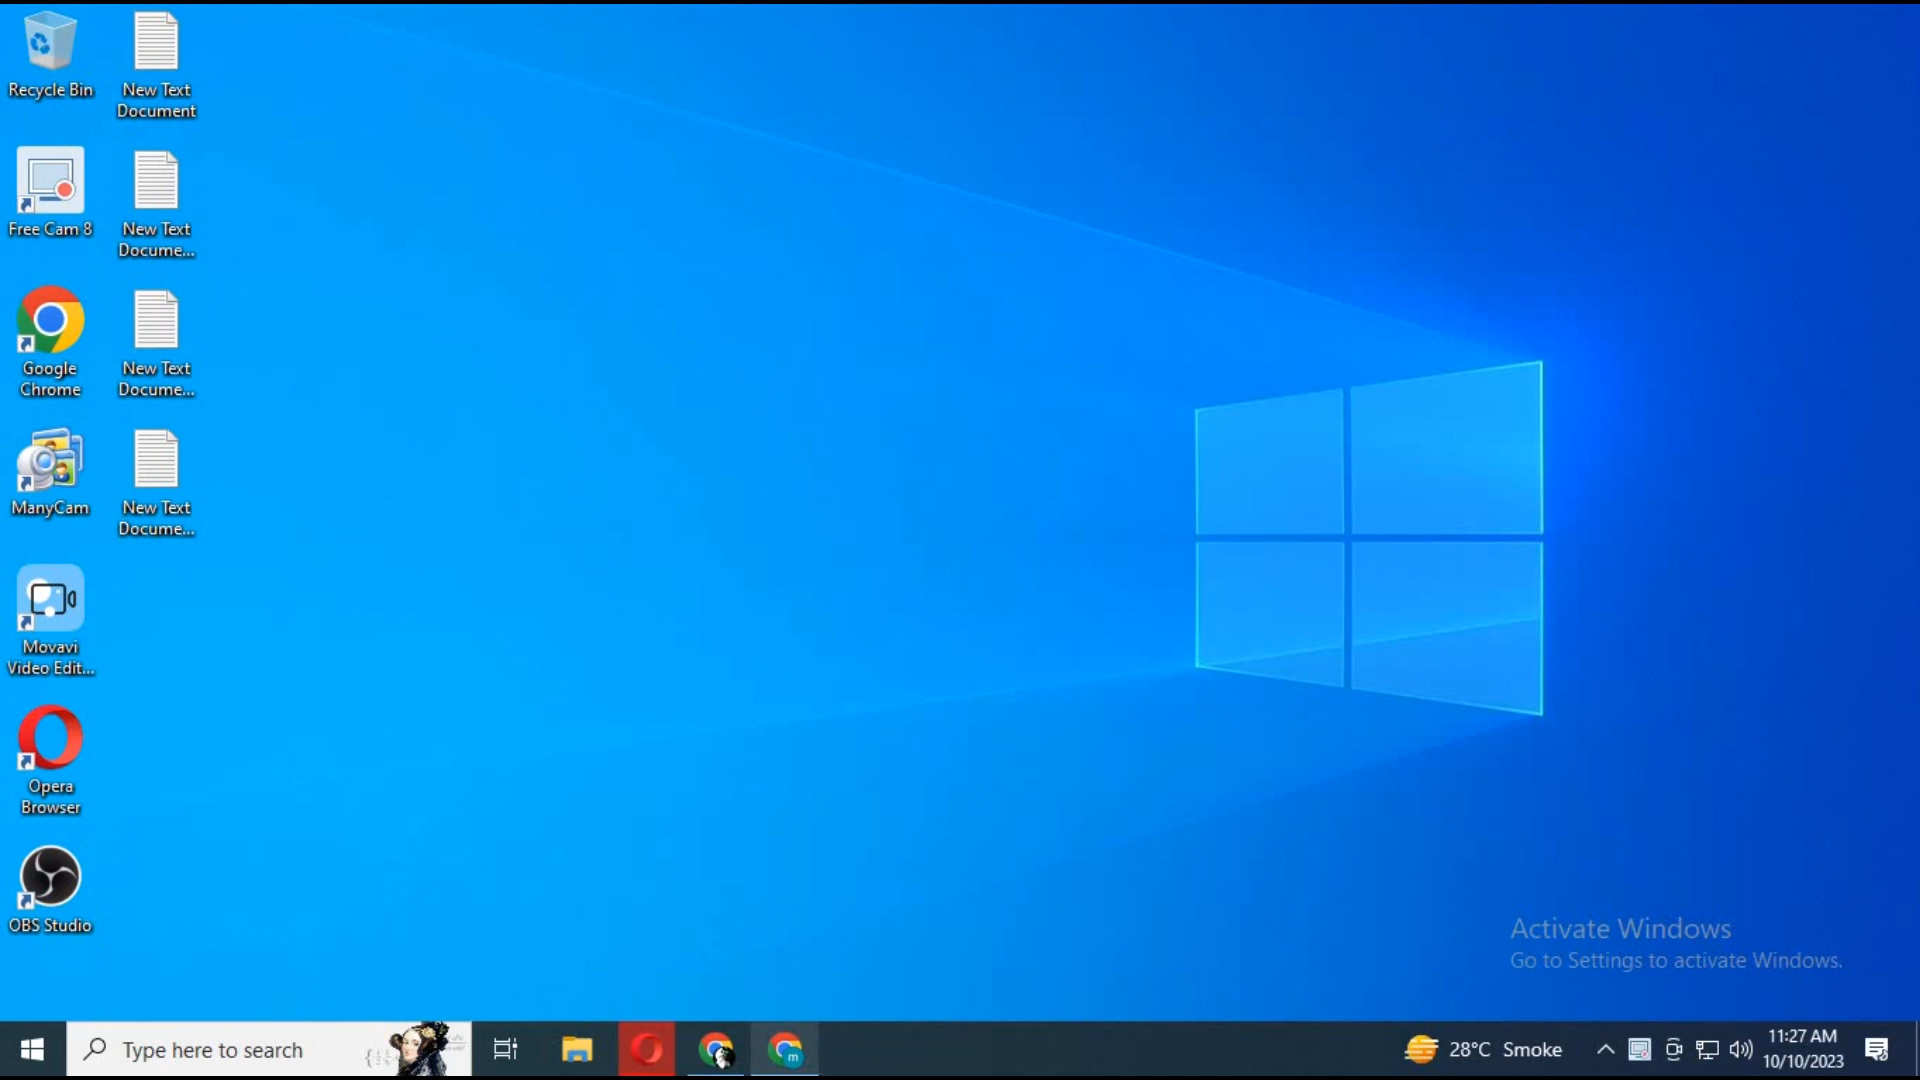 Recycle Bin
New Text
Document
Free Cam 8
New Text
Docume...
Google
Chrome
New Text
Docume...
ManyCam
New Text
Docume...
Movavi
Video Edit...
Opera
Browser
OBS Studio
Activate Windows
Go to Settings to activate Windows.
Type here to search
m
28°C Smoke
11:27 AM
10/10/2023